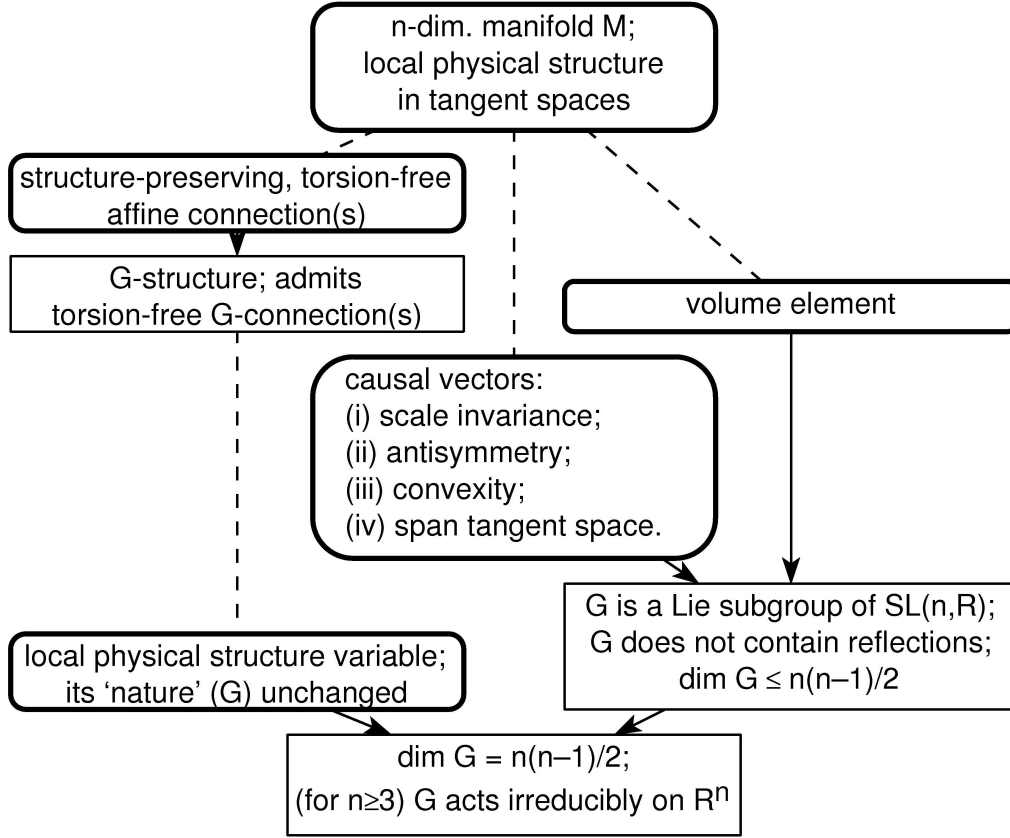 n-dim. manifold M;
local physical structure
in tangent spaces
structure-preserving, torsion-free
affine connection(s)
G-structure; admits
torsion-free G-connection(s)
volume element
causal vectors:
(i) scale invariance;
(ii) antisymmetry;
(iii) convexity;
(iv) span tangent space.
G is a Lie subgroup of SL(n,R);
G does not contain reflections;
dim G ≤ n(n–1)/2
local physical structure variable;
its ‘nature’ (G) unchanged
dim G = n(n–1)/2;
(for n≥3) G acts irreducibly on Rⁿ